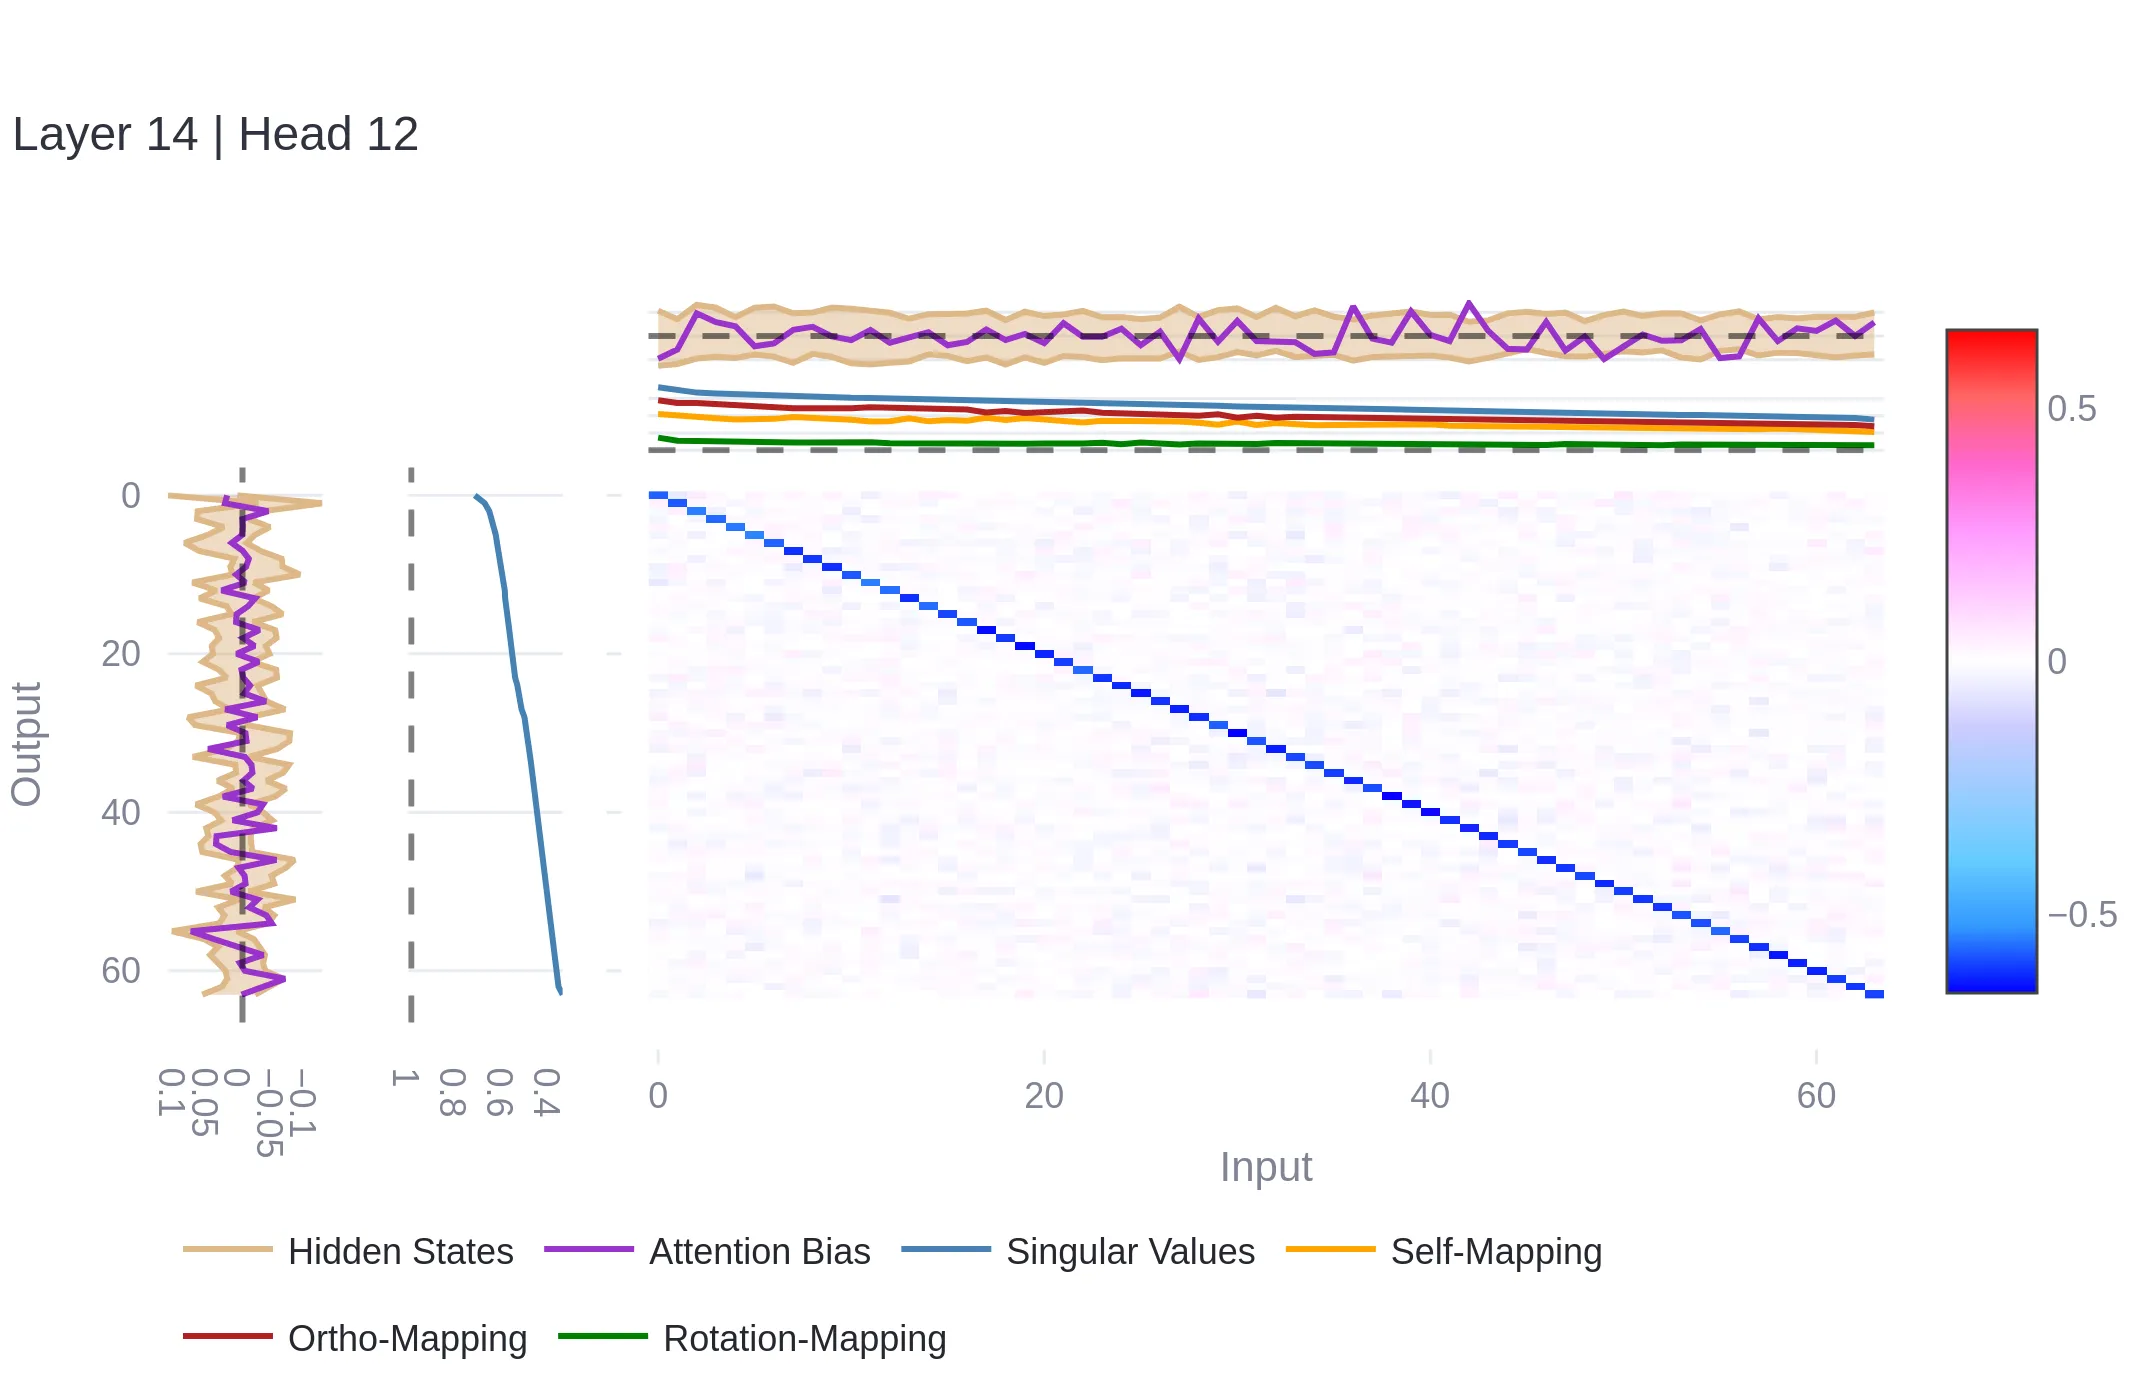 Layer 14 | Head 12
0
20
40
60
Output
0.1
0.05
0
−0.05
−0.1
1
0.8
0.6
0.4
0
20
40
60
Input
0.5
0
−0.5
Hidden States
Attention Bias
Singular Values
Self-Mapping
Ortho-Mapping
Rotation-Mapping